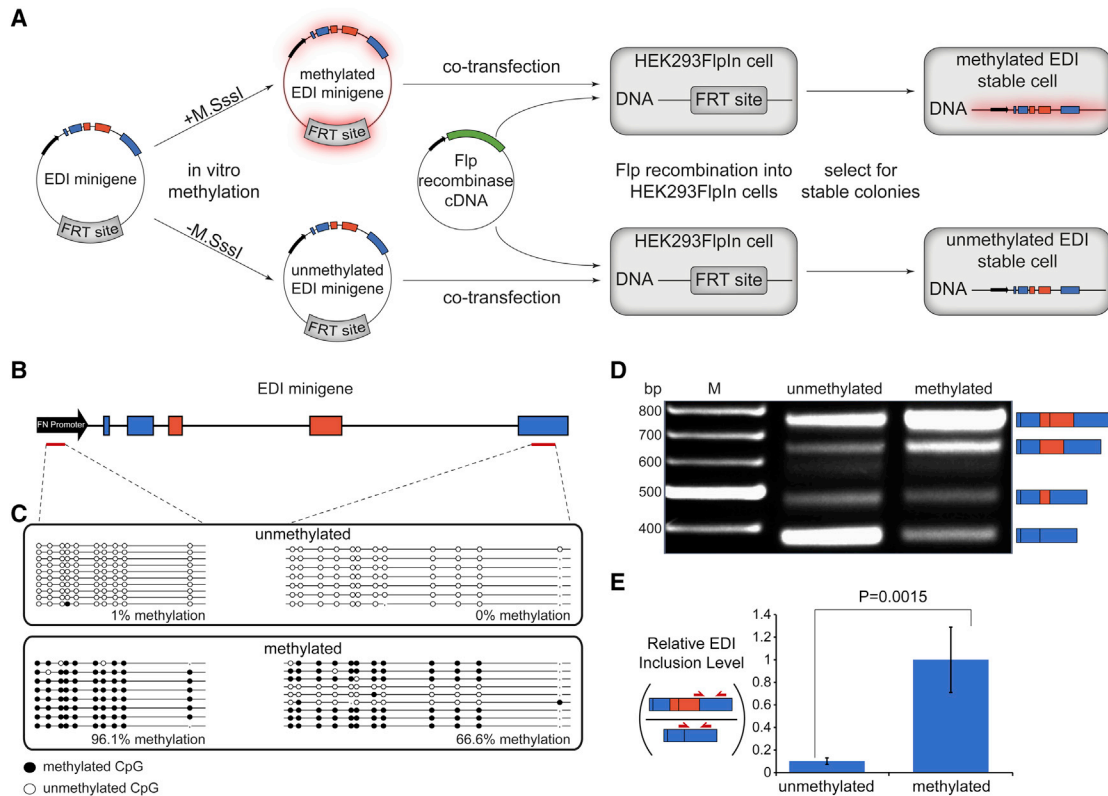 A
EDI minigene
FRT site
+M.SssI
in vitro
methylation
-M.SssI
methylated
EDI minigene
FRT site
unmethylated
EDI minigene
FRT site
co-transfection
Flp
recombinase
cDNA
co-transfection
HEK293FlpIn cell
DNA
FRT site
Flp recombination into
HEK293FlpIn cells
HEK293FlpIn cell
DNA
FRT site
select for
stable colonies
methylated EDI
stable cell
DNA
unmethylated EDI
stable cell
DNA
B
EDI minigene
FN Promoter
C
unmethylated
1% methylation
0% methylation
methylated
96.1% methylation
66.6% methylation
methylated CpG
unmethylated CpG
D
bp
M
unmethylated
methylated
800
700
600
500
400
E
P=0.0015
Relative EDI
Inclusion Level
1.4
1.2
1
0.8
0.6
0.4
0.2
0
unmethylated
methylated